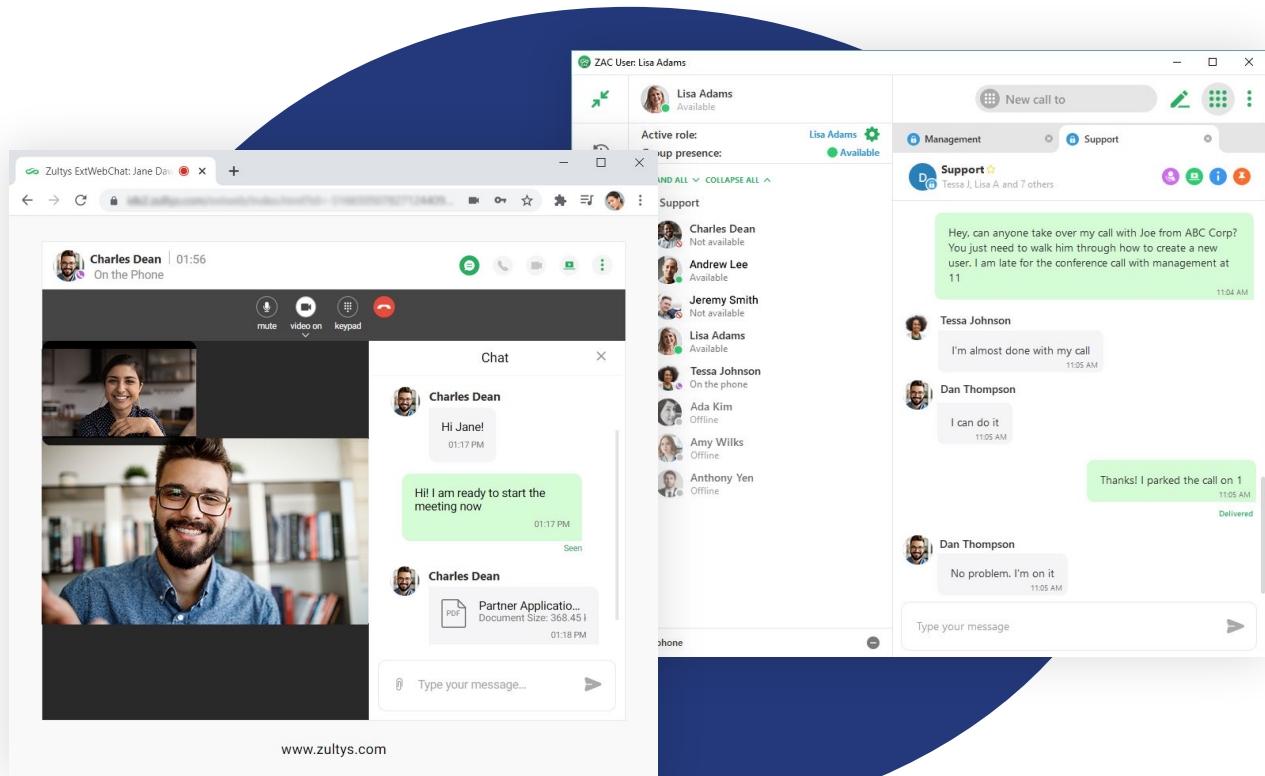 ZAC User: Lisa Adams
Lisa Adams
Available
New call to
Active role:
Lisa Adams
Group presence:
Available
COLLAPSE ALL
Support
Charles Dean
Not available
Andrew Lee
Available
Jeremy Smith
Not available
Lisa Adams
Available
Tessa Johnson
On the phone
Ada Kim
Offline
Amy Wilks
Offline
Anthony Yen
Offline
Management
Support
D
Support
Tessa J, Lisa A and 7 others
Hey, can anyone take over my call with Joe from ABC Corp?
You just need to walk him through how to create a new
user. I am late for the conference call with management at
11
11:04 AM
Tessa Johnson
I'm almost done with my call
11:05 AM
Dan Thompson
I can do it
11:05 AM
Thanks! I parked the call on 1
11:05 AM
Delivered
Dan Thompson
No problem. I'm on it
11:05 AM
Type your message
Zultys ExtWebChat: Jane Da
Charles Dean
01:56
On the Phone
mute
video on
keypad
Chat
Charles Dean
Hi Jane!
01:17 PM
Hi! I am ready to start the
meeting now
01:17 PM
Seen
Charles Dean
PDF
Partner Applicatio...
Document Size: 368.45
01:18 PM
Type your message...
www.zultys.com